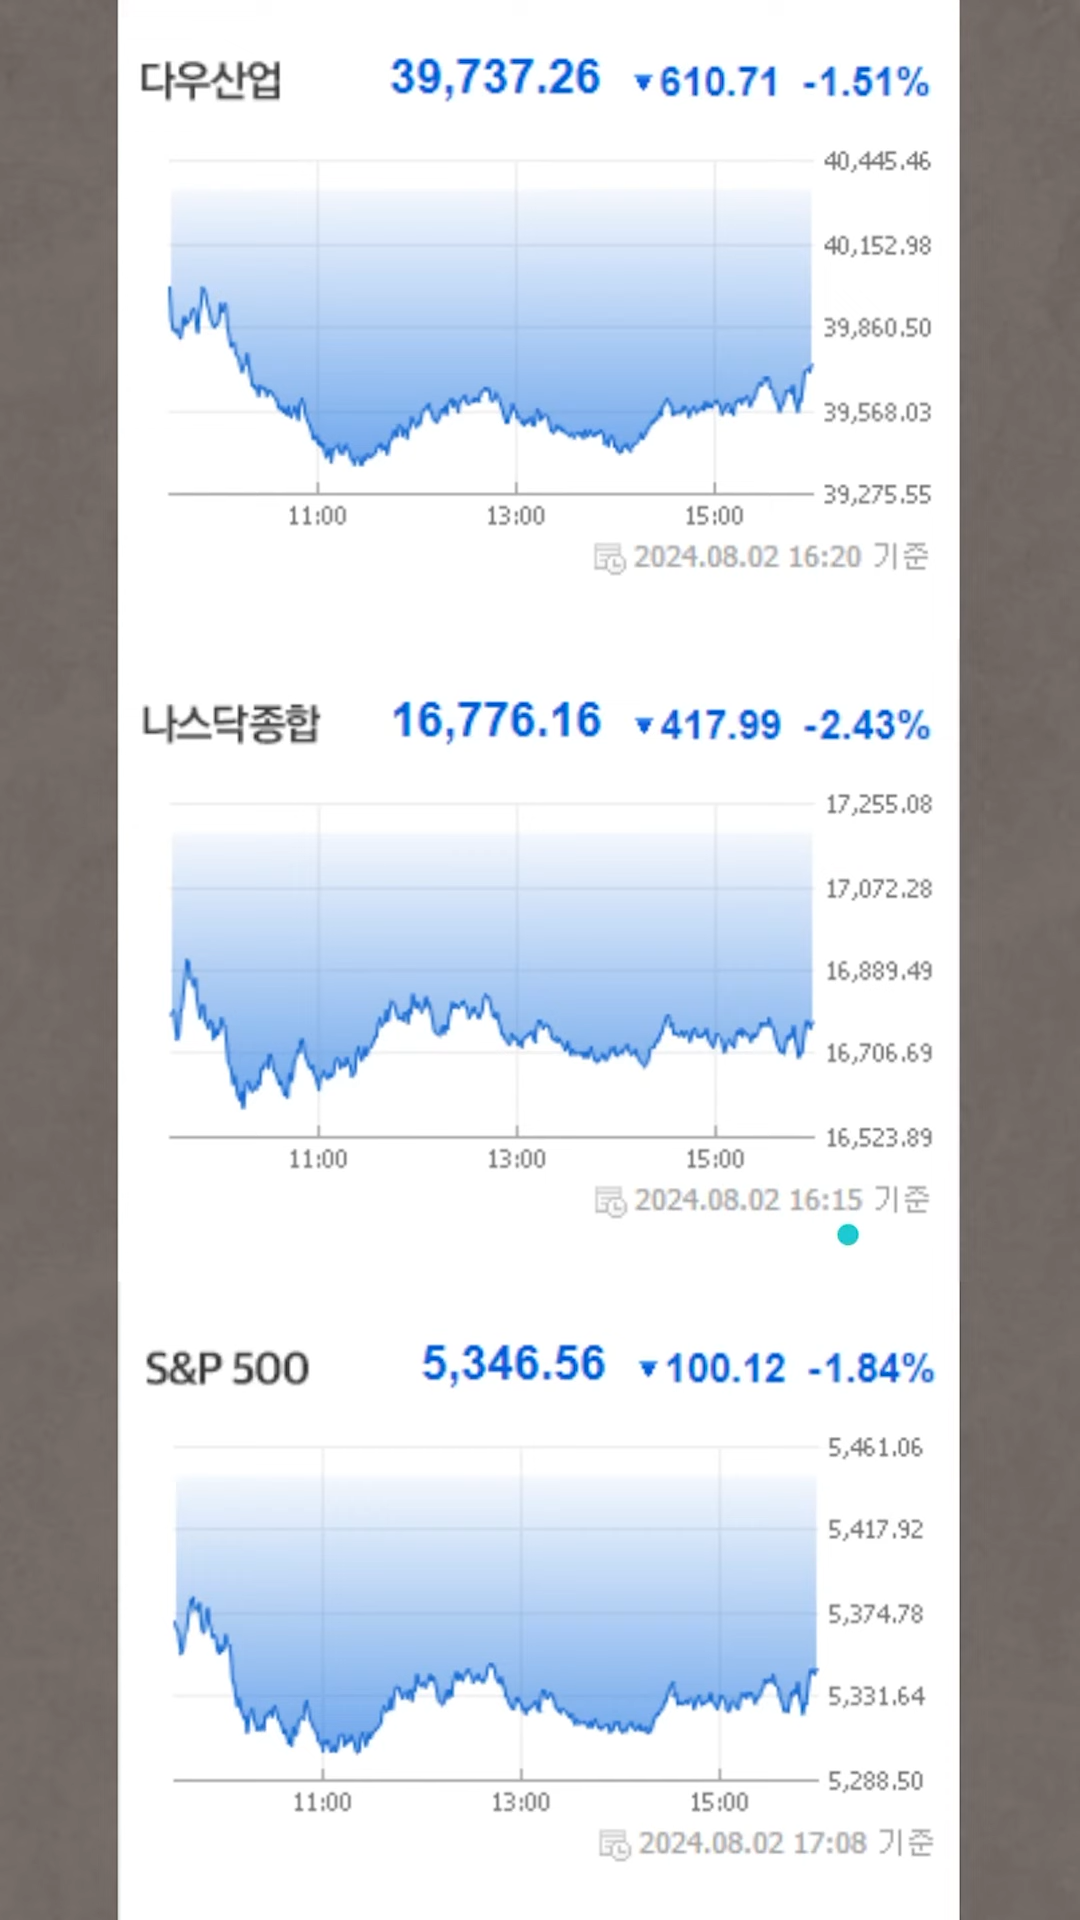 다우산업 39,737.26 ▼610.71 -1.51%
40,445.46
40,152.98
39,860.50
39,568.03
39,275.55
11:00 13:00 15:00
2024.08.02 16:20 기준
나스닥종합 16,776.16 ▼417.99 -2.43%
17,255.08
17,072.28
16,889.49
16,706.69
16,523.89
11:00 13:00 15:00
2024.08.02 16:15 기준
S&P 500 5,346.56 ▼100.12 -1.84%
5,461.06
5,417.92
5,374.78
5,331.64
5,288.50
11:00 13:00 15:00
2024.08.02 17:08 기준